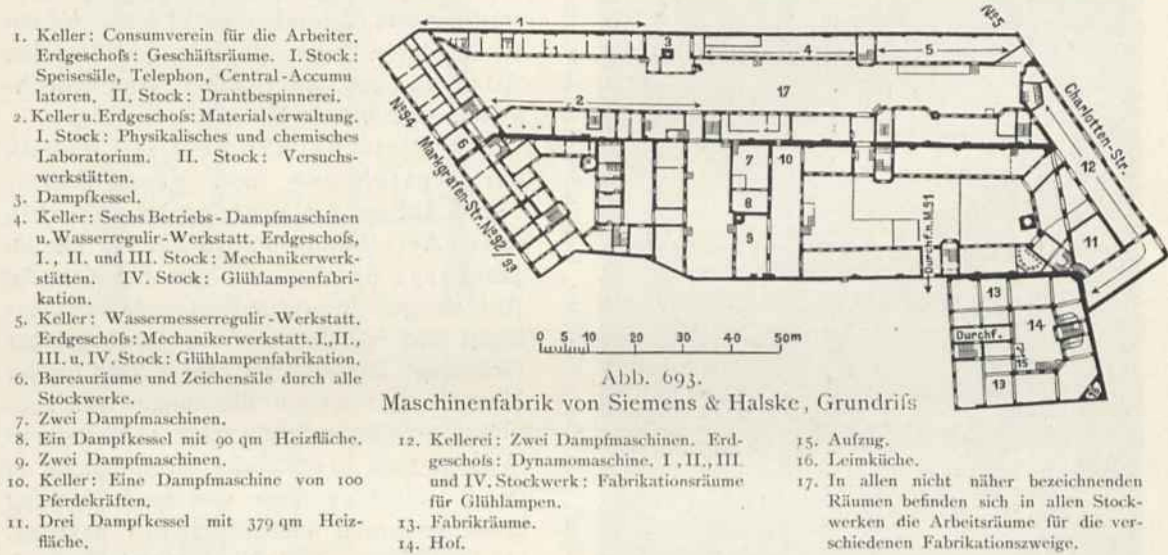 1. Keller: Consumverein für die Arbeiter.
Erdgeschoſs: Geschäftsräume. I. Stock:
Speisesäle, Telephon, Central-Accumu
latoren. II. Stock: Drahtbespinnerei.
2. Keller u. Erdgeschoſs: Materialverwaltung.
I. Stock: Physikalisches und chemisches
Laboratorium. II. Stock: Versuchs-
werkstätten.
3. Dampfkessel.
4. Keller: Sechs Betriebs-Dampfmaschinen
u. Wasserregulir-Werkstatt. Erdgeschoſs,
I., II. und III. Stock: Mechanikerwerk-
stätten. IV. Stock: Glühlampenfabri-
kation.
5. Keller: Wassermesserregulir-Werkstatt.
Erdgeschoſs: Mechanikerwerkstatt. I., II.,
III. u. IV. Stock: Glühlampenfabrikation.
6. Bureauräume und Zeichensäle durch alle
Stockwerke.
7. Zwei Dampfmaschinen.
8. Ein Dampfkessel mit 90 qm Heizfläche.
9. Zwei Dampfmaschinen.
10. Keller: Eine Dampfmaschine von 100
Pferdekräften.
11. Drei Dampfkessel mit 379 qm Heiz-
fläche.
1
No 5
1
3
4
5
Charlotten-Str.
17
2
No 94
6
Markgrafen-Str. No 92/93
7
10
8
9
12
Durchf. n. M. 91
11
13
14
Durchf.
15
13
16
0 5 10 20 30 40 50m
Abb. 693.
Maschinenfabrik von Siemens & Halske, Grundriſs
12. Kellerei: Zwei Dampfmaschinen. Erd-
geschoſs: Dynamomaschine. I, II., III.
und IV. Stockwerk: Fabrikationsräume
für Glühlampen.
13. Fabrikräume.
14. Hof.
15. Aufzug.
16. Leimküche.
17. In allen nicht näher bezeichnenden
Räumen befinden sich in allen Stock-
werken die Arbeitsräume für die ver-
schiedenen Fabrikationszweige.